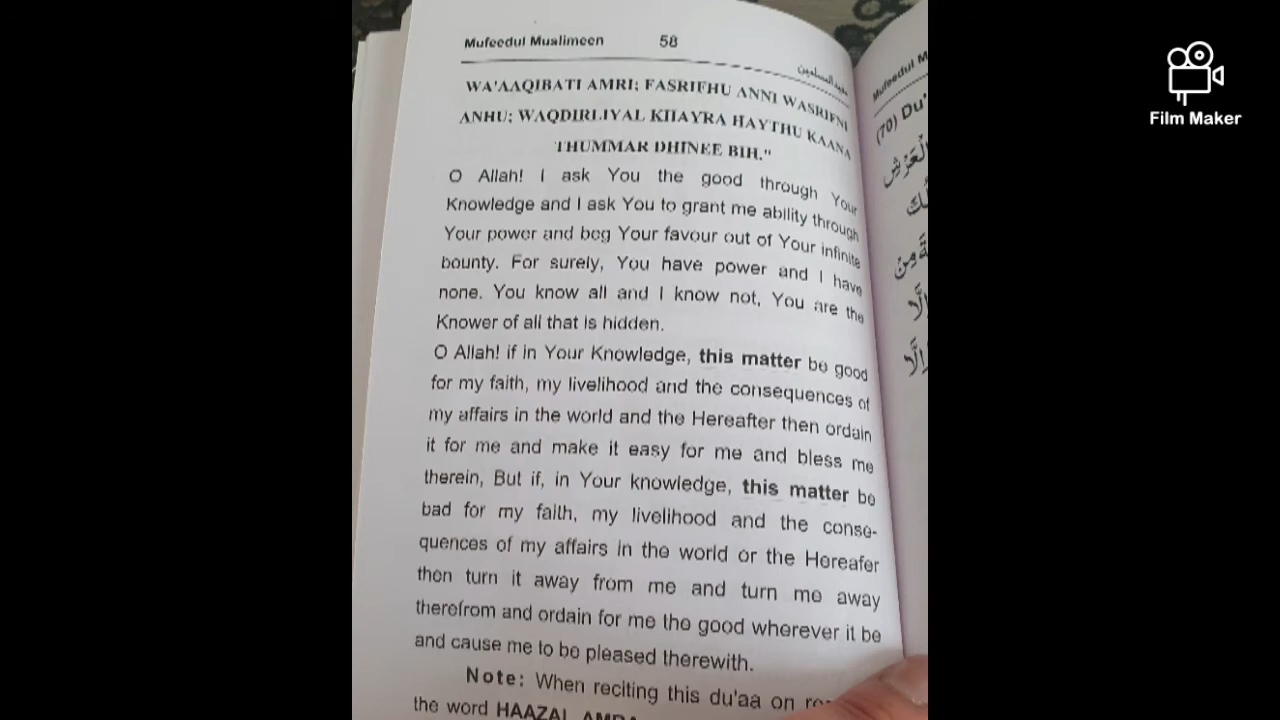 Mufeedul Muslimeen 58 مفيد المسلمين
WA'AAQIBATI AMRI; FASRIFHU ANNI WASRIFNI
ANHU; WAQDIRLIYAL KHAYRA HAYTHU KAANA
THUMMAR DHINEE BIH."
O Allah! I ask You the good through Your
Knowledge and I ask You to grant me ability through
Your power and beg Your favour out of Your infinite
bounty. For surely, You have power and I have
none. You know all and I know not, You are the
Knower of all that is hidden.
O Allah! if in Your Knowledge, this matter be good
for my faith, my livelihood and the consequences of
my affairs in the world and the Hereafter then ordain
it for me and make it easy for me and bless me
therein, But if, in Your knowledge, this matter be
bad for my faith, my livelihood and the conse-
quences of my affairs in the world or the Hereafer
then turn it away from me and turn me away
therefrom and ordain for me the good wherever it be
and cause me to be pleased therewith.
Note: When reciting this du'aa on
the word HAAZAL
Mufeedul M
(70) Du'
الْعَرْشِ
مِنْ
إِلَّا
إِلَّا
Film Maker